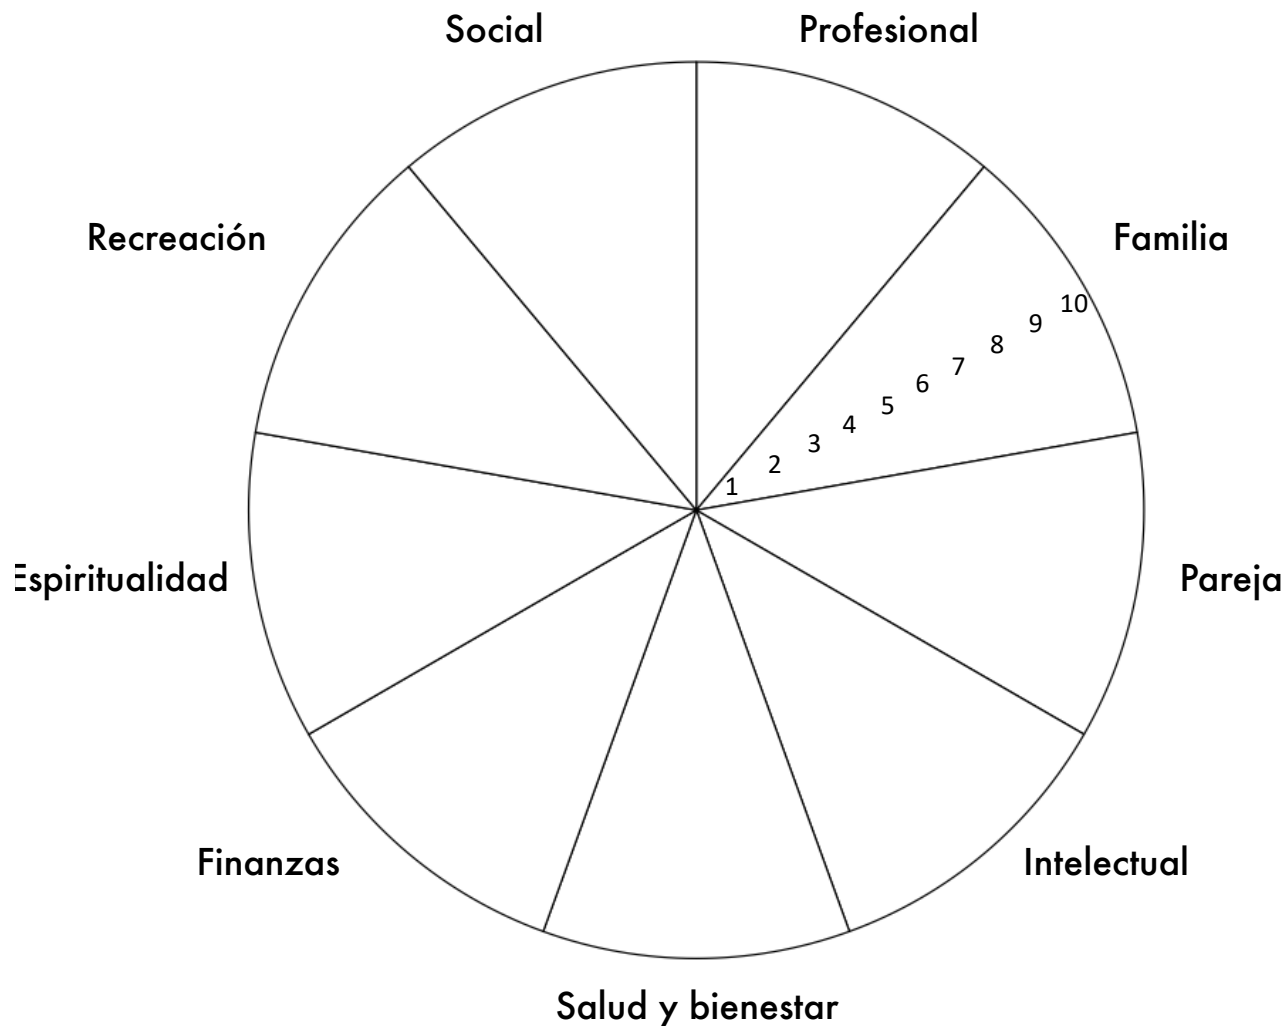 Social
Profesional
Recreación
Familia
10
9
8
7
6
5
4
3
2
1
Espiritualidad
Pareja
Finanzas
Intelectual
Salud y bienestar